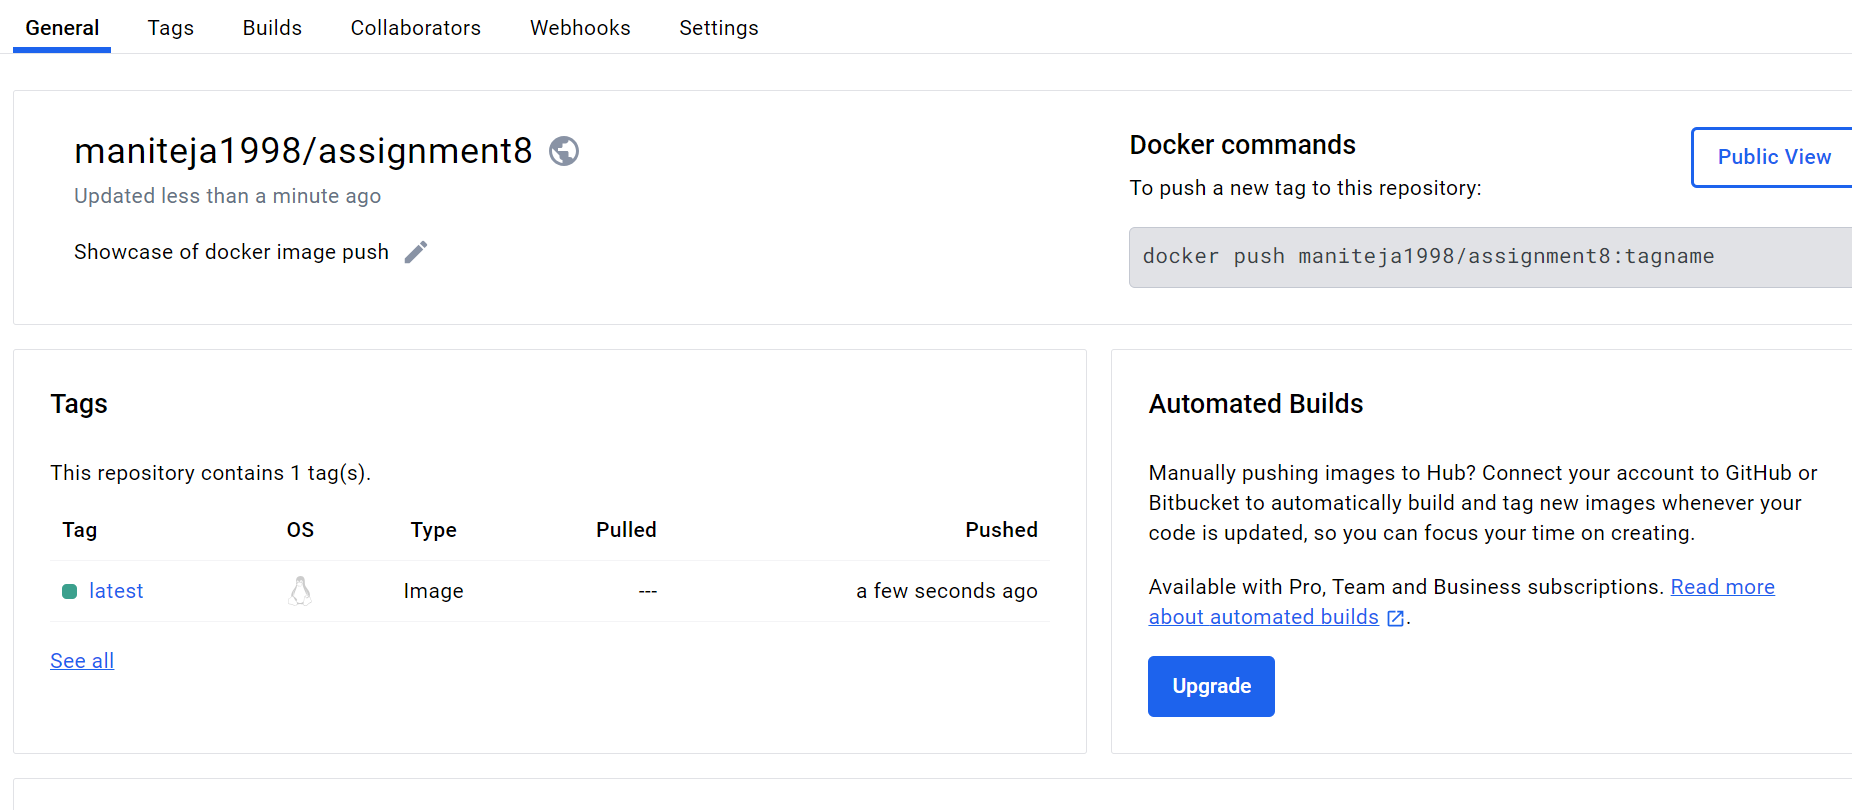 General Tags Builds Collaborators Webhooks Settings
maniteja1998/assignment8
Updated less than a minute ago
Showcase of docker image push
Docker commands
Public View
To push a new tag to this repository:
docker push maniteja1998/assignment8:tagname
Tags
This repository contains 1 tag(s).
Tag OS Type Pulled Pushed
latest Image --- a few seconds ago
See all
Automated Builds
Manually pushing images to Hub? Connect your account to GitHub or
Bitbucket to automatically build and tag new images whenever your
code is updated, so you can focus your time on creating.
Available with Pro, Team and Business subscriptions. Read more
about automated builds .
Upgrade